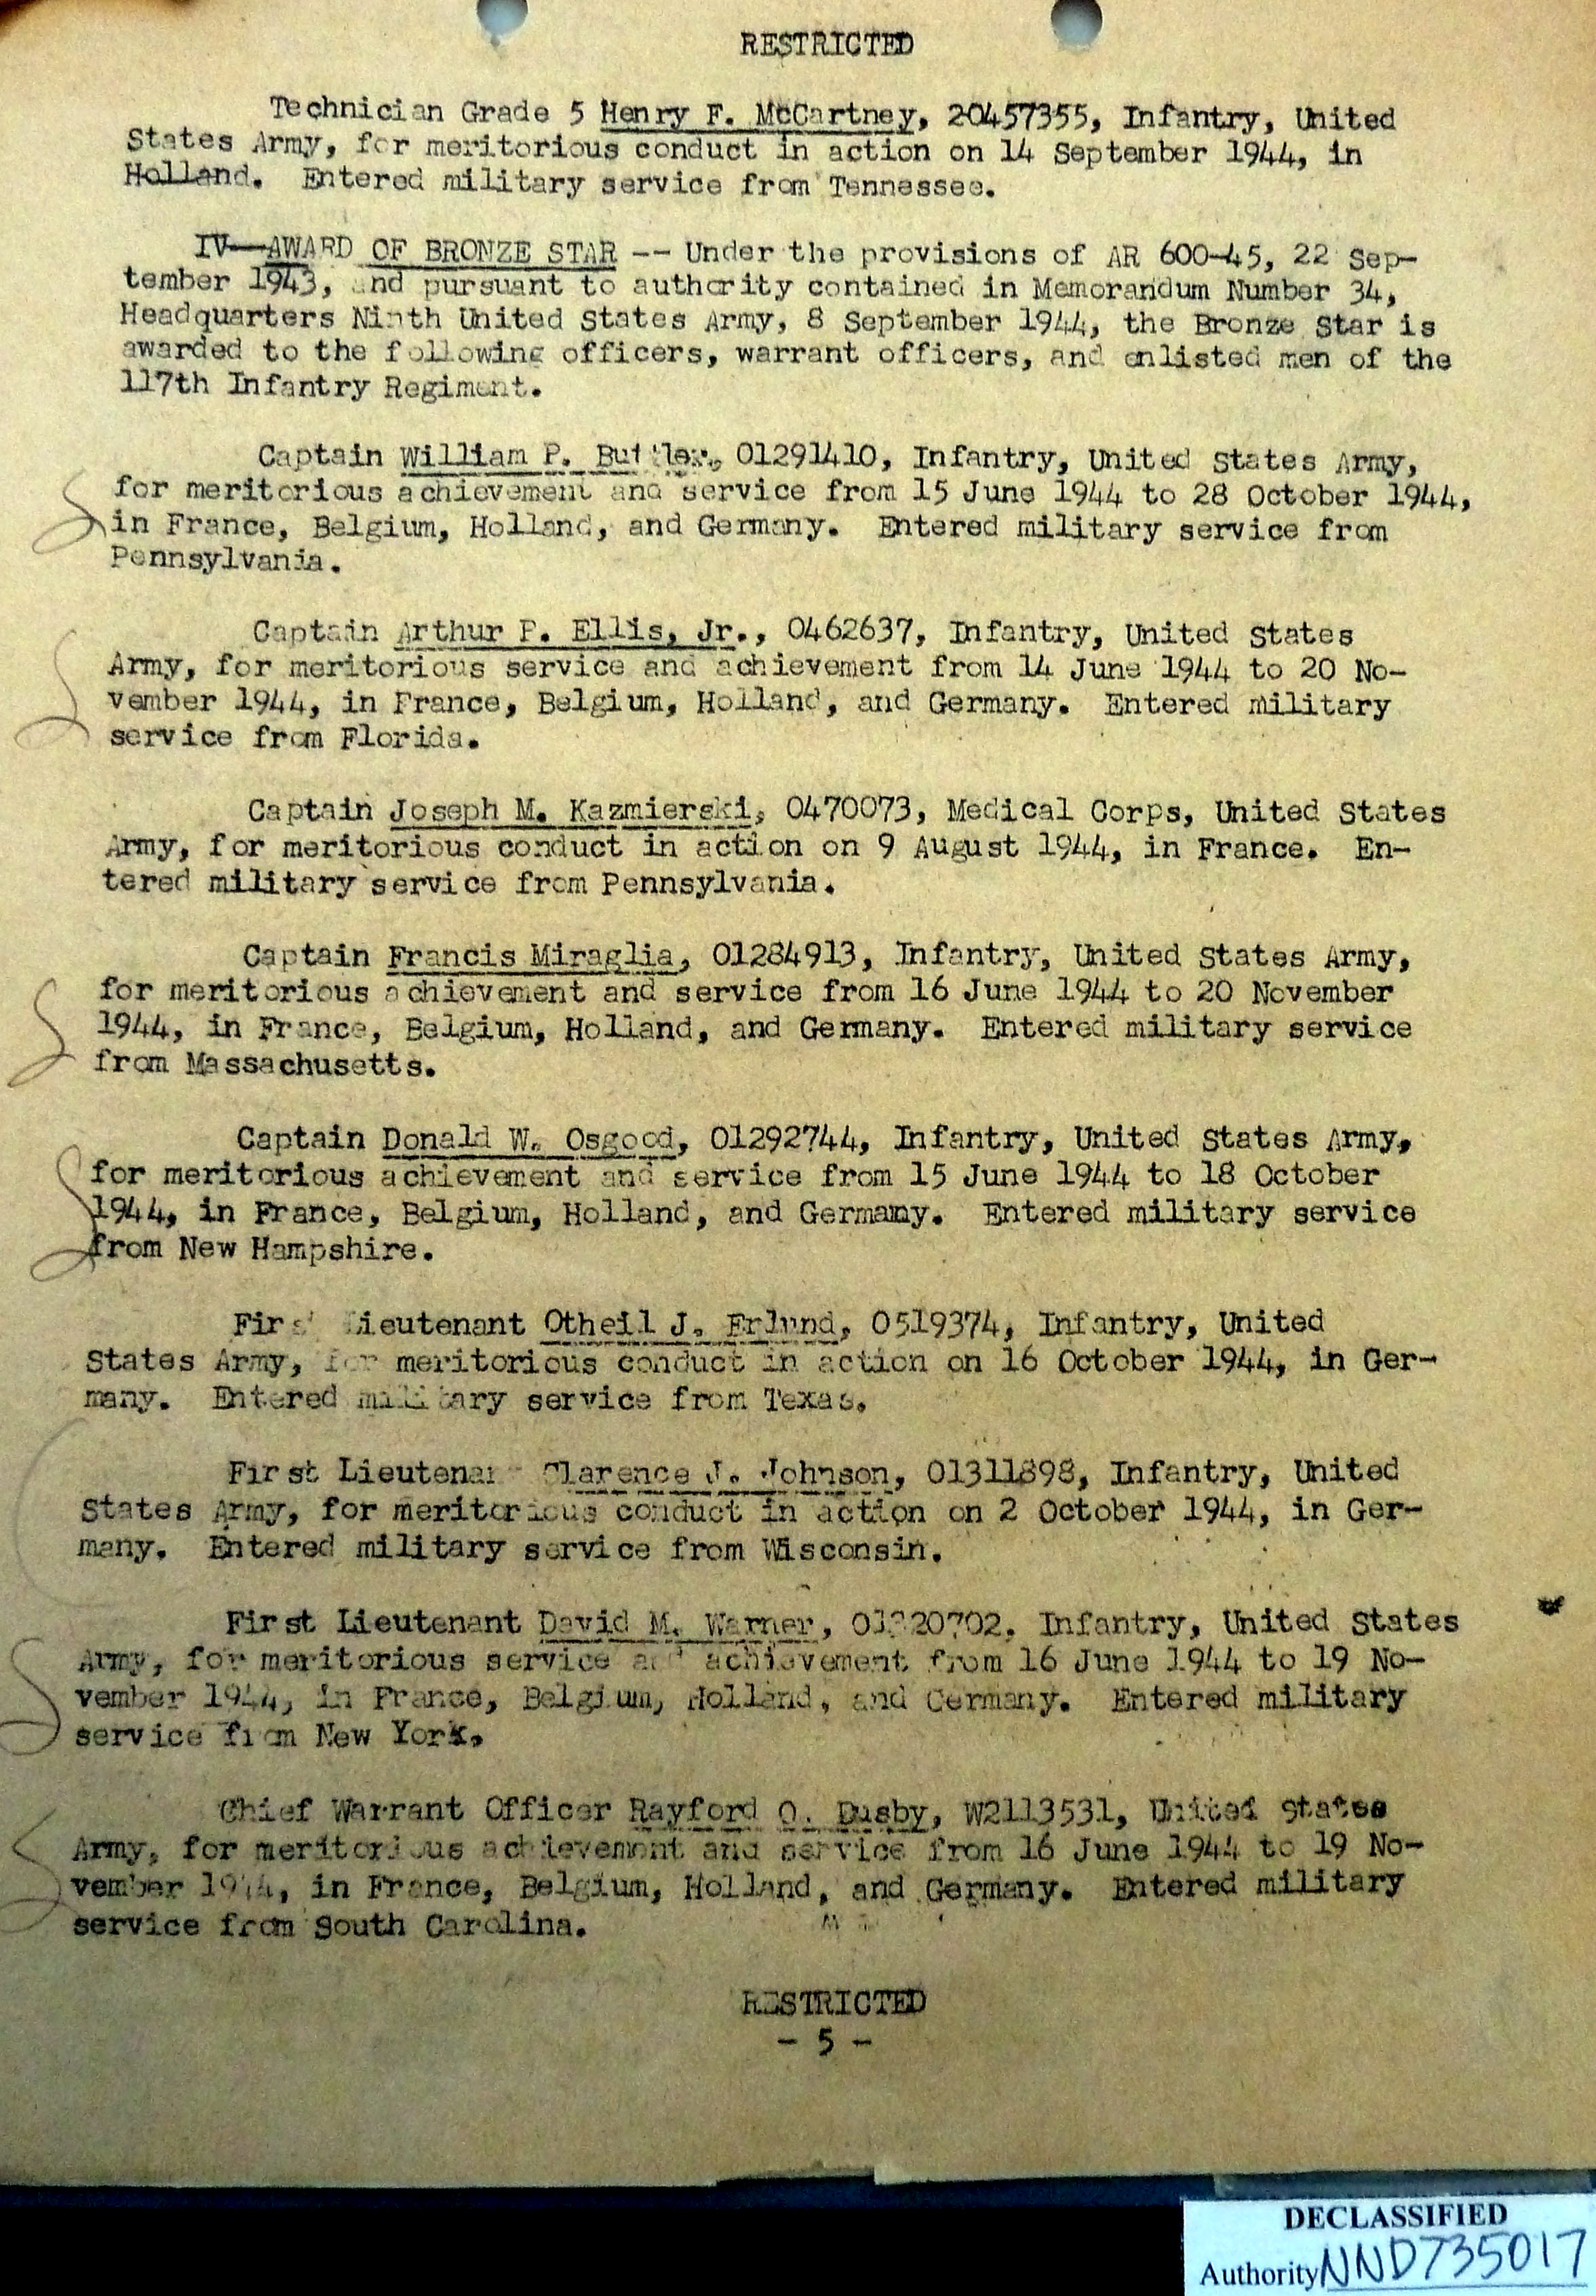 RESTRICTED
Technician Grade 5 Henry F. McCartney, 20457355, Infantry, United
States Army, for meritorious conduct in action on 14 September 1944, in
Holland. Entered military service from Tennessee.
IV—AWARD OF BRONZE STAR -- Under the provisions of AR 600-45, 22 Sep-
tember 1943, and pursuant to authority contained in Memorandum Number 34,
Headquarters Ninth United States Army, 8 September 1944, the Bronze Star is
awarded to the following officers, warrant officers, and enlisted men of the
117th Infantry Regiment.
Captain William P. Buttler, 01291410, Infantry, United States Army,
for meritorious achievement and service from 15 June 1944 to 28 October 1944,
in France, Belgium, Holland, and Germany. Entered military service from
Pennsylvania.
Captain Arthur P. Ellis, Jr., 0462637, Infantry, United States
Army, for meritorious service and achievement from 14 June 1944 to 20 No-
vember 1944, in France, Belgium, Holland, and Germany. Entered military
service from Florida.
Captain Joseph M. Kazmierski, 0470073, Medical Corps, United States
Army, for meritorious conduct in action on 9 August 1944, in France. En-
tered military service from Pennsylvania.
Captain Francis Miraglia, 01284913, Infantry, United States Army,
for meritorious achievement and service from 16 June 1944 to 20 November
1944, in France, Belgium, Holland, and Germany. Entered military service
from Massachusetts.
Captain Donald W. Osgood, 01292744, Infantry, United States Army,
for meritorious achievement and service from 15 June 1944 to 18 October
1944, in France, Belgium, Holland, and Germany. Entered military service
from New Hampshire.
First Lieutenant Otheil J. Erlund, 0519374, Infantry, United
States Army, for meritorious conduct in action on 16 October 1944, in Ger-
many. Entered military service from Texas.
First Lieutenant Clarence J. Johnson, 01311898, Infantry, United
States Army, for meritorious conduct in action on 2 October 1944, in Ger-
many. Entered military service from Wisconsin.
First Lieutenant David M. Warner, Infantry, United States
Army, for meritorious service and achievement from 16 June 1944 to 19 No-
vember 1944, in France, Belgium, Holland, and Germany. Entered military
service from New York.
Chief Warrant Officer Rayford O. Dusby, W2113531, United States
Army, for meritorious achievement and service from 16 June 1944 to 19 No-
vember 1944, in France, Belgium, Holland, and Germany. Entered military
service from South Carolina.
RESTRICTED
- 5 -
DECLASSIFIED
Authority NND735017